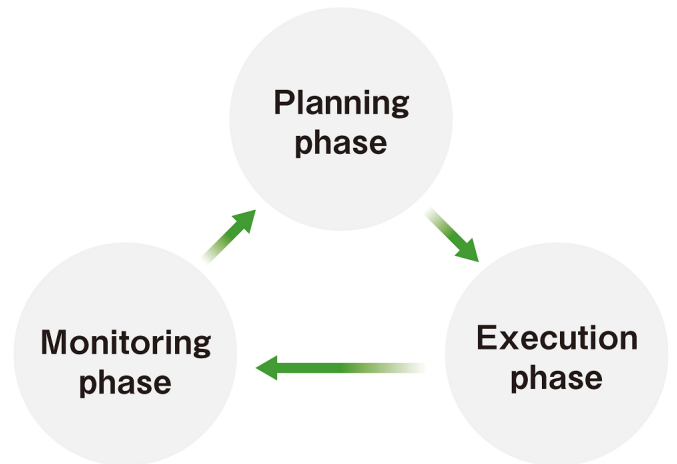 Planning
phase
Monitoring
phase
Execution
phase